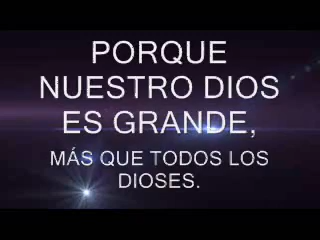 PORQUE
NUESTRO DIOS
ES GRANDE,
MÁS QUE TODOS LOS
DIOSES.